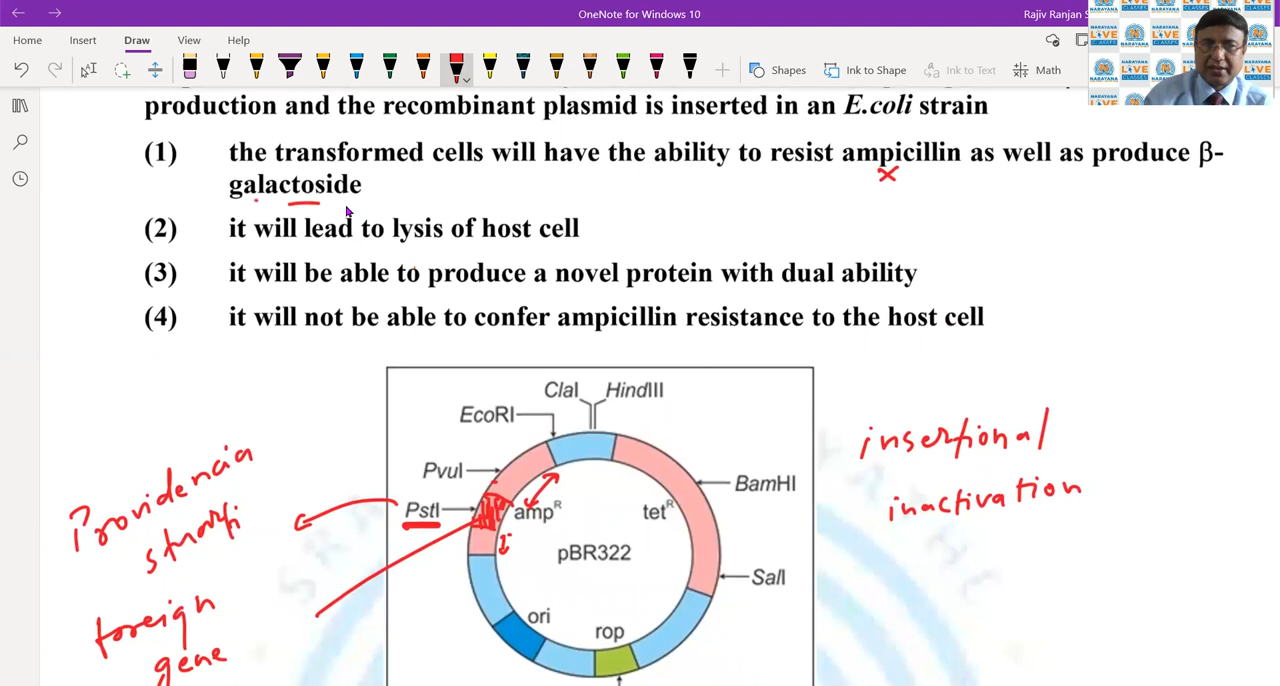 OneNote for Windows 10
Rajiv Ranjan S
Home Insert Draw View Help
Shapes Ink to Shape Ink to Text Math
production and the recombinant plasmid is inserted in an E.coli strain
(1) the transformed cells will have the ability to resist ampicillin as well as produce β-
galactoside
(2) it will lead to lysis of host cell
(3) it will be able to produce a novel protein with dual ability
(4) it will not be able to confer ampicillin resistance to the host cell
ClaI HindIII
EcoRI
PvuI
BamHI
PstI
ampR
tetR
pBR322
SalI
ori
rop
insertional
inactivation
Providencia
foreign
gene
NARAYANA
LIVE
CLASSES